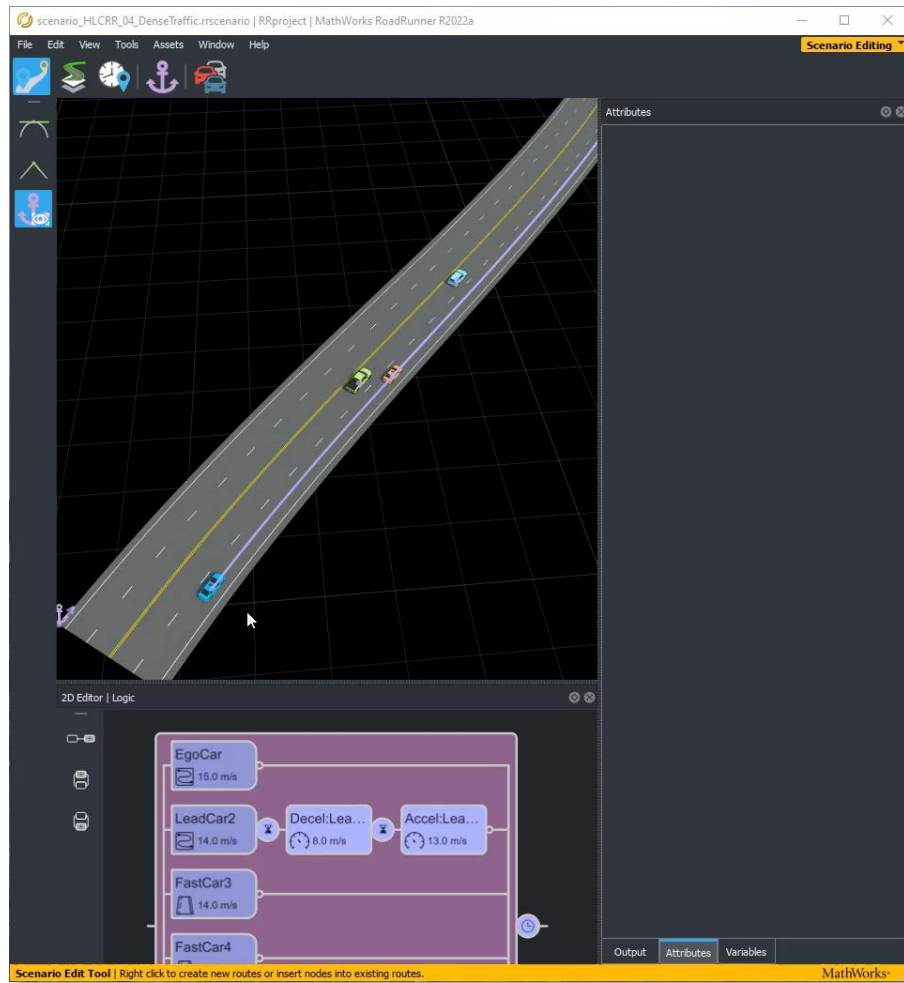 scenario_HLCRR_04_DenseTraffic.rrscenario | RRproject | MathWorks RoadRunner R2022a
File Edit View Tools Assets Window Help
Scenario Editing
Attributes
2D Editor | Logic
EgoCar
15.0 m/s
LeadCar2
14.0 m/s
Decel:Lea...
8.0 m/s
Accel:Lea...
13.0 m/s
FastCar3
14.0 m/s
FastCar4
Output Attributes Variables
Scenario Edit Tool | Right click to create new routes or insert nodes into existing routes.
MathWorks